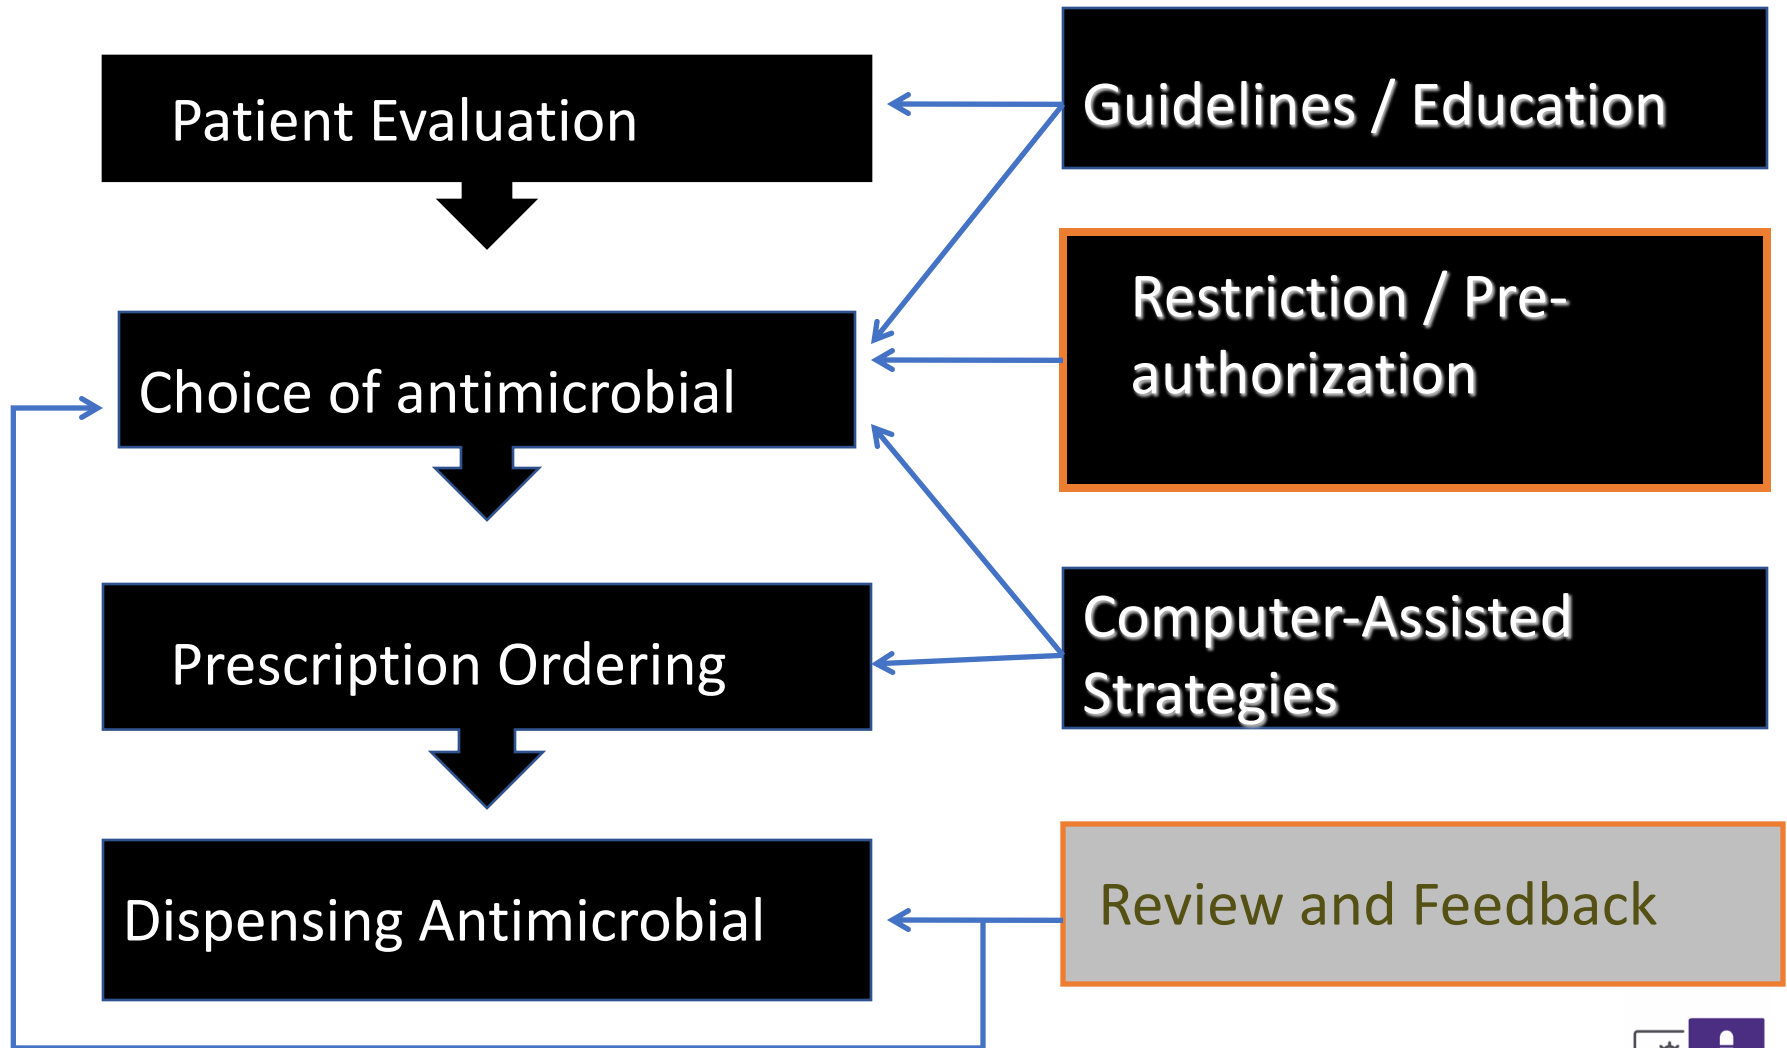 Patient Evaluation
Guidelines / Education
Restriction / Pre-
authorization
Choice of antimicrobial
Computer-Assisted
Strategies
Prescription Ordering
Review and Feedback
Dispensing Antimicrobial